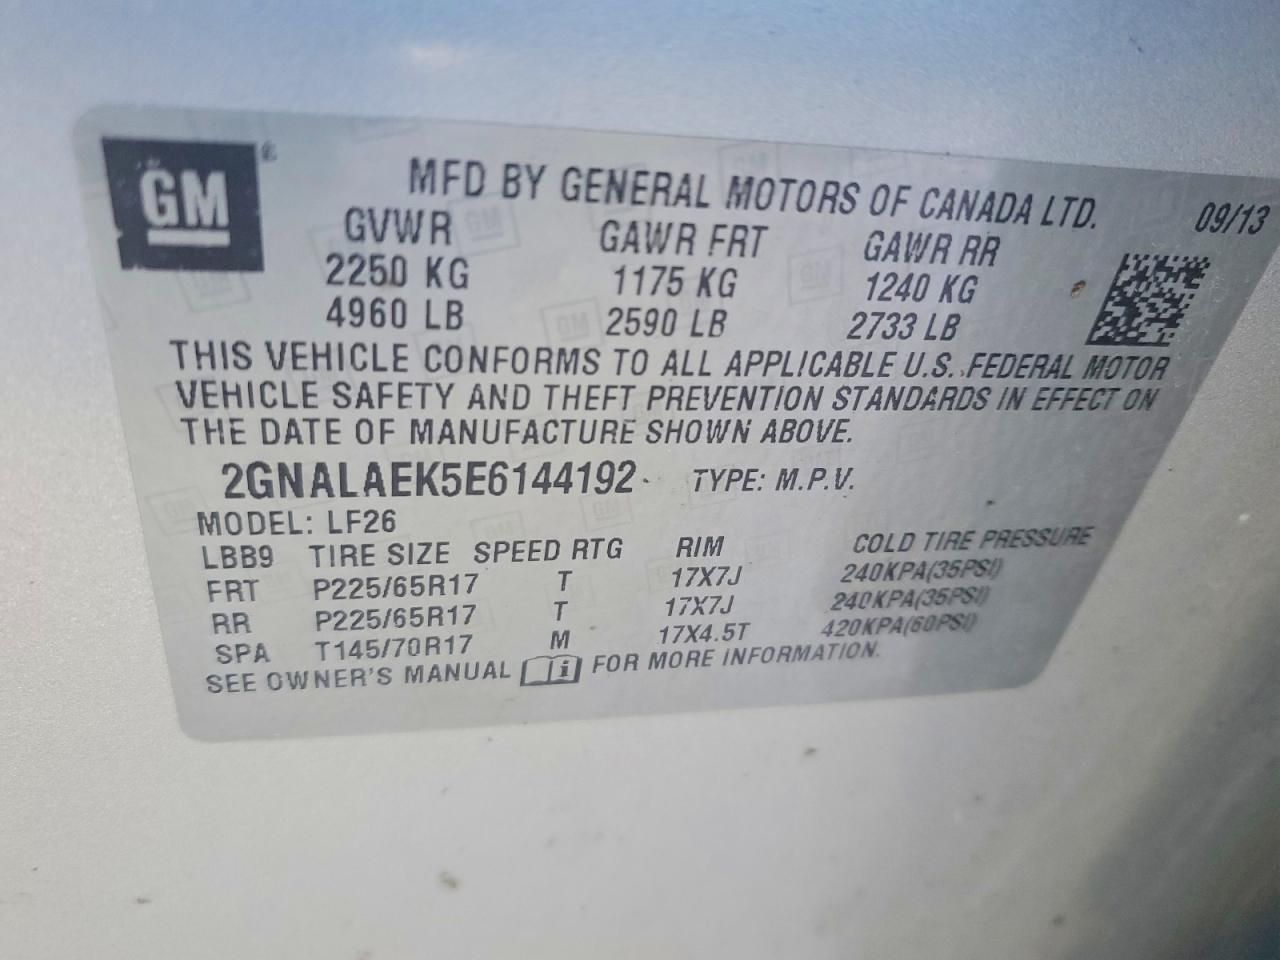 GM
MFD BY GENERAL MOTORS OF CANADA LTD. 09/13
GVWR GAWR FRT GAWR RR
2250 KG 1175 KG 1240 KG
4960 LB 2590 LB 2733 LB
THIS VEHICLE CONFORMS TO ALL APPLICABLE U.S. FEDERAL MOTOR
VEHICLE SAFETY AND THEFT PREVENTION STANDARDS IN EFFECT ON
THE DATE OF MANUFACTURE SHOWN ABOVE.
2GNALAEK5E6144192 TYPE: M.P.V.
MODEL: LF26
LBB9 TIRE SIZE SPEED RTG RIM COLD TIRE PRESSURE
FRT P225/65R17 T 17X7J 240KPA(35PSI)
RR P225/65R17 T 17X7J 240KPA(35PSI)
SPA T145/70R17 M 17X4.5T 420KPA(60PSI)
SEE OWNER'S MANUAL i FOR MORE INFORMATION.